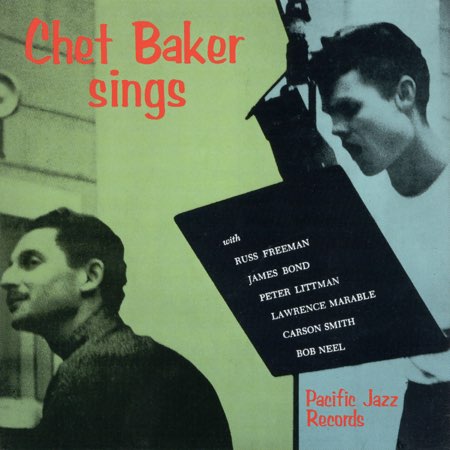 Chet Baker
sings
with
RUSS FREEMAN
JAMES BOND
PETER LITTMAN
LAWRENCE MARABLE
CARSON SMITH
BOB NEEL
Pacific Jazz
Records